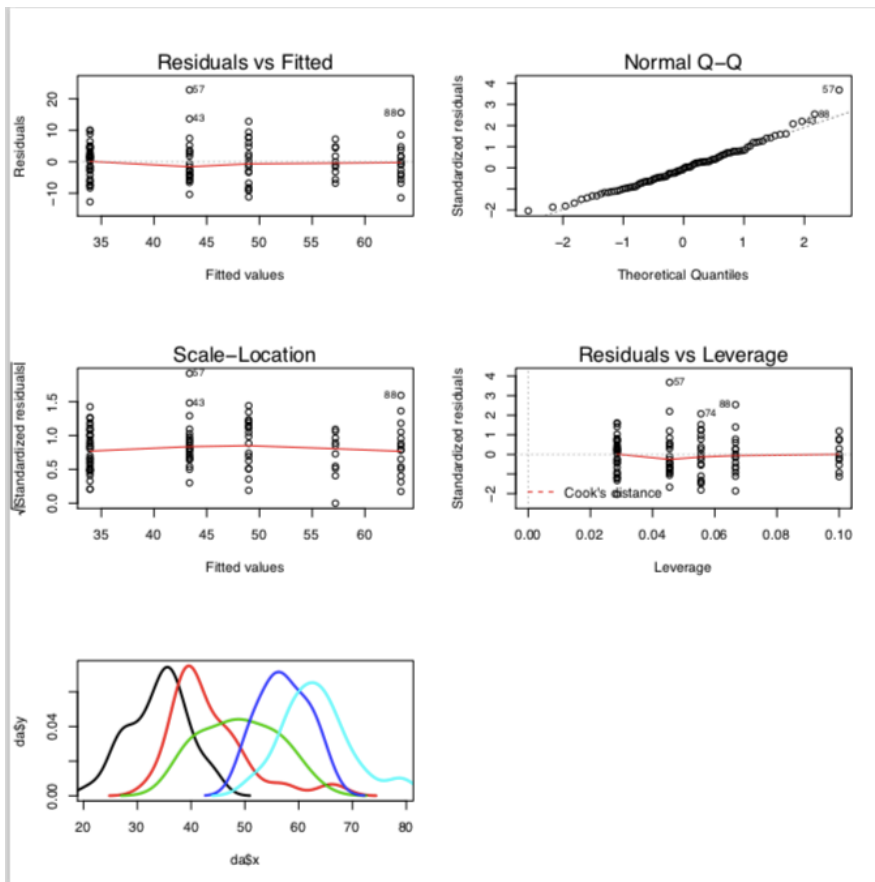 Residuals vs Fitted
Residuals
20
10
0
−10
57
43
88
35 40 45 50 55 60
Fitted values
Normal Q−Q
Standardized residuals
4
3
2
1
0
−2
57
88
−2 −1 0 1 2
Theoretical Quantiles
Scale−Location
√|Standardized residuals|
1.5
1.0
0.5
0.0
57
43
88
35 40 45 50 55 60
Fitted values
Residuals vs Leverage
Standardized residuals
4
3
2
1
0
−2
57
88
74
Cook's distance
0.00 0.02 0.04 0.06 0.08 0.10
Leverage
da$y
0.04
0.00
20 30 40 50 60 70 80
da$x